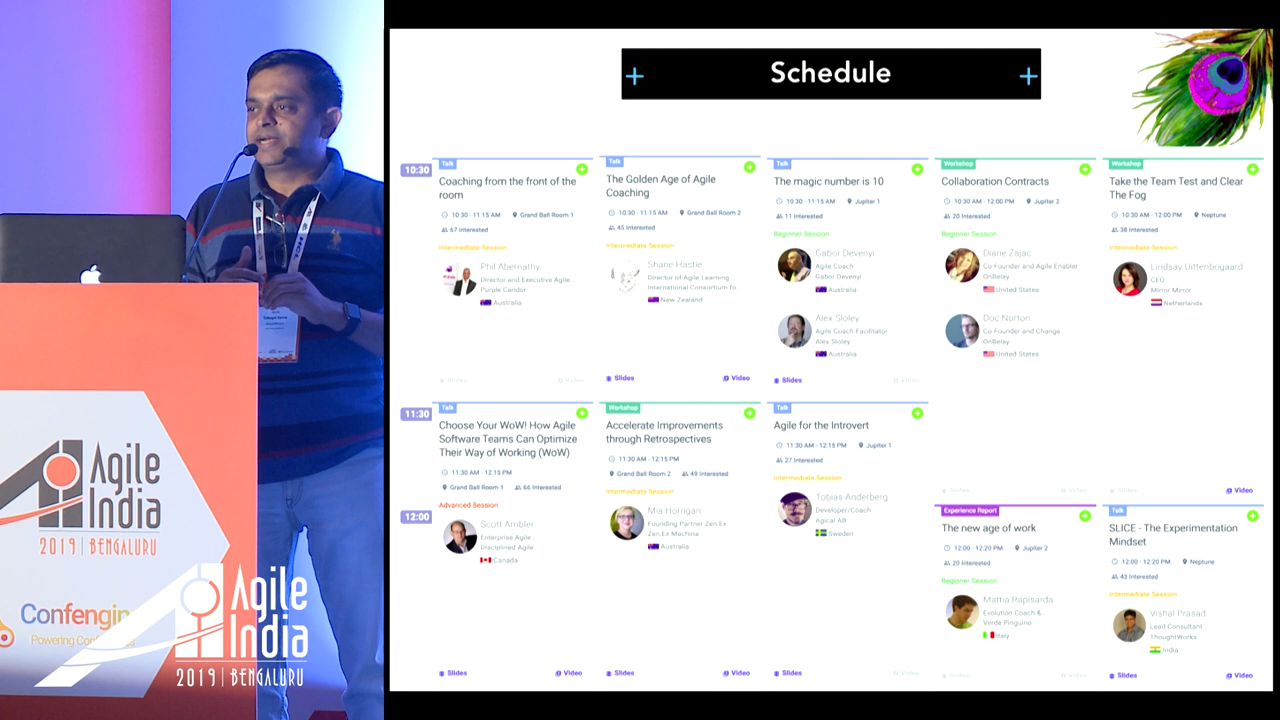 Schedule
10:30
Talk
Coaching from the front of the
room
10:30 - 11:15 AM Grand Ball Room 1
67 Interested
Intermediate Session
Phil Abernathy
Director and Executive Agile
Purple Candor
Australia
Slides Video
Talk
The Golden Age of Agile
Coaching
10:30 - 11:15 AM Grand Ball Room 2
45 Interested
Intermediate Session
Shane Hastie
Director of Agile Learning
International Consortium fo
New Zealand
Slides Video
Talk
The magic number is 10
10:30 - 11:15 AM Jupiter 1
11 Interested
Beginner Session
Gabor Devenyi
Agile Coach
Gabor Devenyi
Australia
Alex Sloley
Agile Coach Facilitator
Alex Sloley
Australia
Slides Video
Workshop
Collaboration Contracts
10:30 AM - 12:00 PM Jupiter 2
20 Interested
Beginner Session
Diane Zajac
Co Founder and Agile Enabler
OnBelay
United States
Doc Norton
Co Founder and Change
OnBelay
United States
Slides Video
Workshop
Take the Team Test and Clear
The Fog
10:30 AM - 12:00 PM Neptune
38 Interested
Intermediate Session
Lindsay Uittenbogaard
CEO
Mirror Mirror
Netherlands
Slides Video
11:30
Talk
Choose Your WoW! How Agile
Software Teams Can Optimize
Their Way of Working (WoW)
11:30 AM - 12:15 PM
Grand Ball Room 1 66 Interested
Advanced Session
Scott Ambler
Enterprise Agile
Disciplined Agile
Canada
Slides Video
Workshop
Accelerate Improvements
through Retrospectives
11:30 AM - 12:15 PM
Grand Ball Room 2 49 Interested
Intermediate Session
Mia Horrigan
Founding Partner Zen Ex
Zen Ex Machina
Australia
Slides Video
Talk
Agile for the Introvert
11:30 AM - 12:15 PM Jupiter 1
27 Interested
Intermediate Session
Tobias Anderberg
Developer/Coach
Agical AB
Sweden
Slides Video
12:00
Experience Report
The new age of work
12:00 - 12:20 PM Jupiter 2
20 Interested
Beginner Session
Mattia Rapisarda
Evolution Coach &
Verde Pinguino
Italy
Slides Video
Talk
SLICE - The Experimentation
Mindset
12:00 - 12:20 PM Neptune
43 Interested
Intermediate Session
Vishal Prasad
Lead Consultant
ThoughtWorks
India
Slides Video
Agile
India
2019 | BENGALURU
Confengin
Powering
Agile
India
2019 | BENGALURU